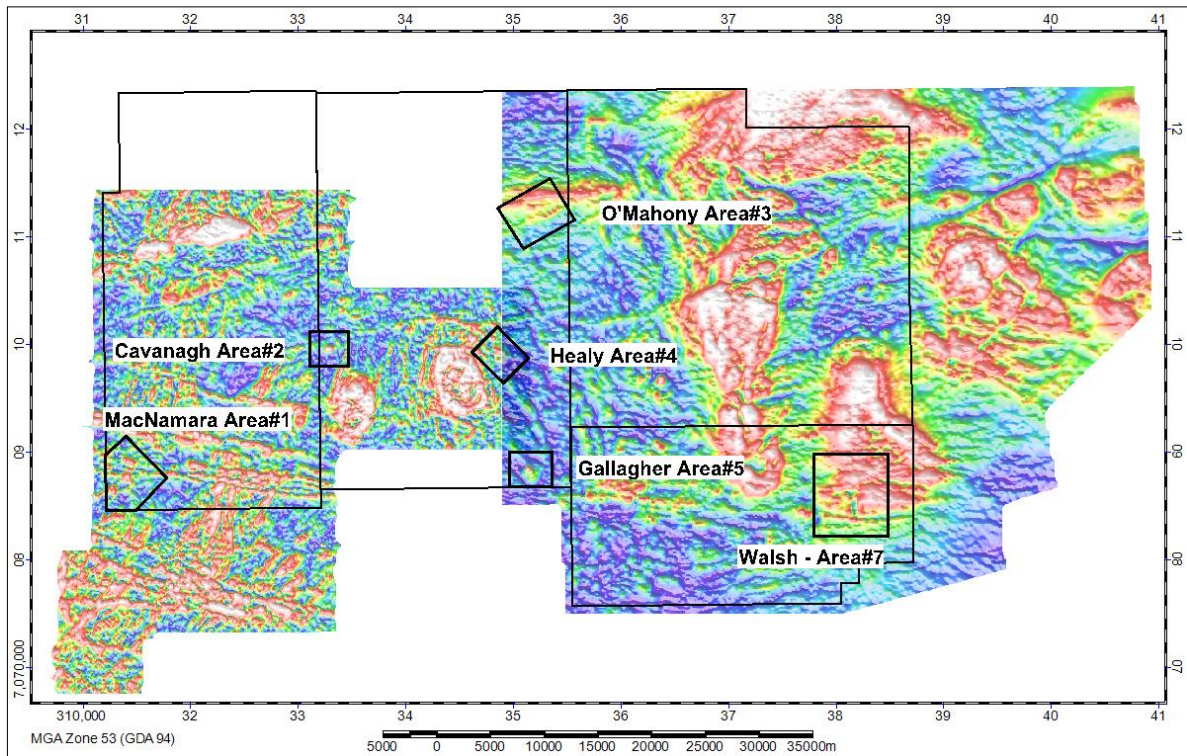 31 32 33 34 35 36 37 38 39 40 41
12 12
O'Mahony Area#3
11 11
10 10
Cavanagh Area#2
Healy Area#4
MacNamara Area#1
09 09
Gallagher Area#5
Walsh - Area#7
08 08
7,070,000 07
310,000 32 33 34 35 36 37 38 39 40 41
MGA Zone 53 (GDA 94)
5000 0 5000 10000 15000 20000 25000 30000 35000m